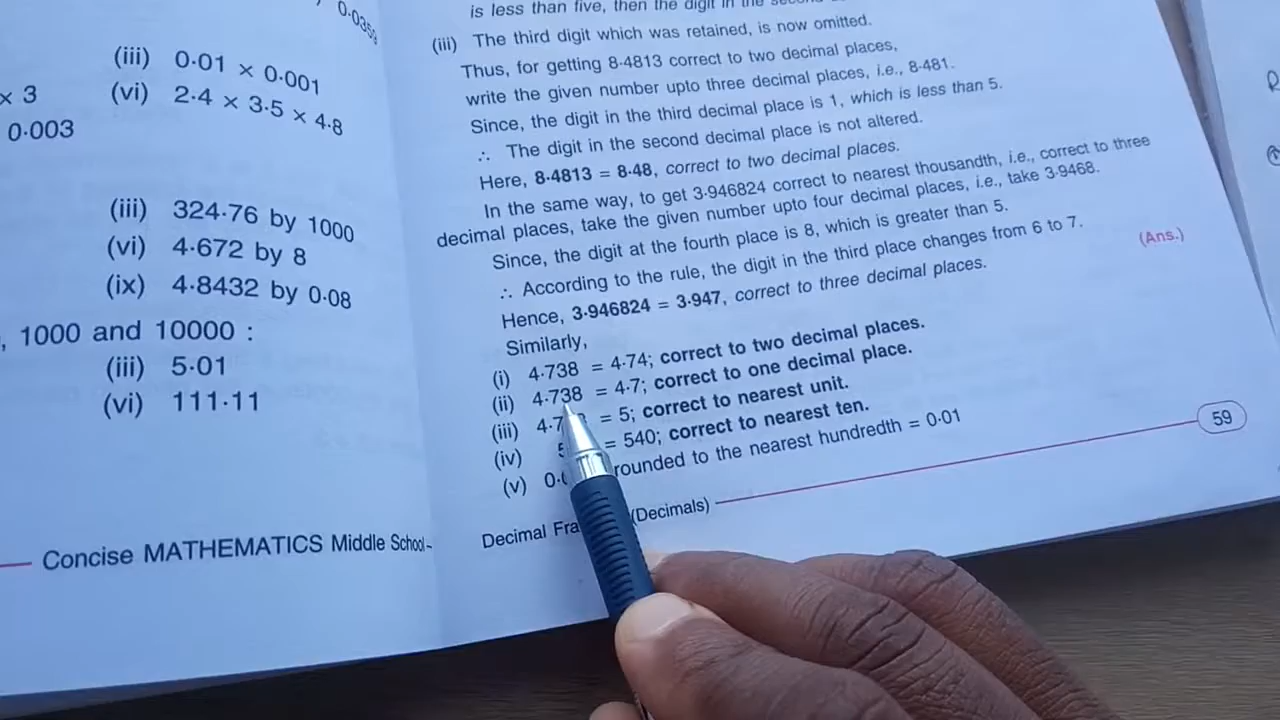 0·0359
(iii) 0·01 × 0·001
× 3
(vi) 2·4 × 3·5 × 4·8
0·003
(iii) 324·76 by 1000
(vi) 4·672 by 8
(ix) 4·8432 by 0·08
, 1000 and 10000 :
(iii) 5·01
(vi) 111·11
Concise MATHEMATICS Middle School-
is less than five, then the digit in the
(iii) The third digit which was retained, is now omitted.
Thus, for getting 8·4813 correct to two decimal places,
write the given number upto three decimal places, i.e., 8·481.
Since, the digit in the third decimal place is 1, which is less than 5.
∴ The digit in the second decimal place is not altered.
Here, 8·4813 = 8·48, correct to two decimal places.
In the same way, to get 3·946824 correct to nearest thousandth, i.e., correct to three
decimal places, take the given number upto four decimal places, i.e., take 3·9468.
Since, the digit at the fourth place is 8, which is greater than 5.
∴ According to the rule, the digit in the third place changes from 6 to 7.
Hence, 3·946824 = 3·947, correct to three decimal places. (Ans.)
Similarly,
(i) 4·738 = 4·74; correct to two decimal places.
(ii) 4·738 = 4·7; correct to one decimal place.
(iii) 4·7 = 5; correct to nearest unit.
(iv) 5 = 540; correct to nearest ten.
(v) 0· rounded to the nearest hundredth = 0·01
Decimal Fra (Decimals) 59